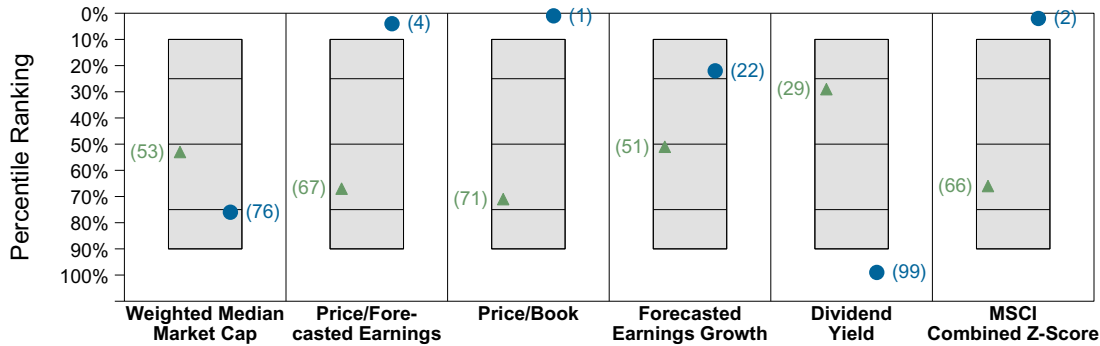 Percentile Ranking
0%
10%
20%
30%
40%
50%
60%
70%
80%
90%
100%
(53)
(76)
(67)
(4)
(71)
(1)
(51)
(22)
(29)
(99)
(66)
(2)
Weighted Median
Market Cap
Price/Fore-
casted Earnings
Price/Book
Forecasted
Earnings Growth
Dividend
Yield
MSCI
Combined Z-Score